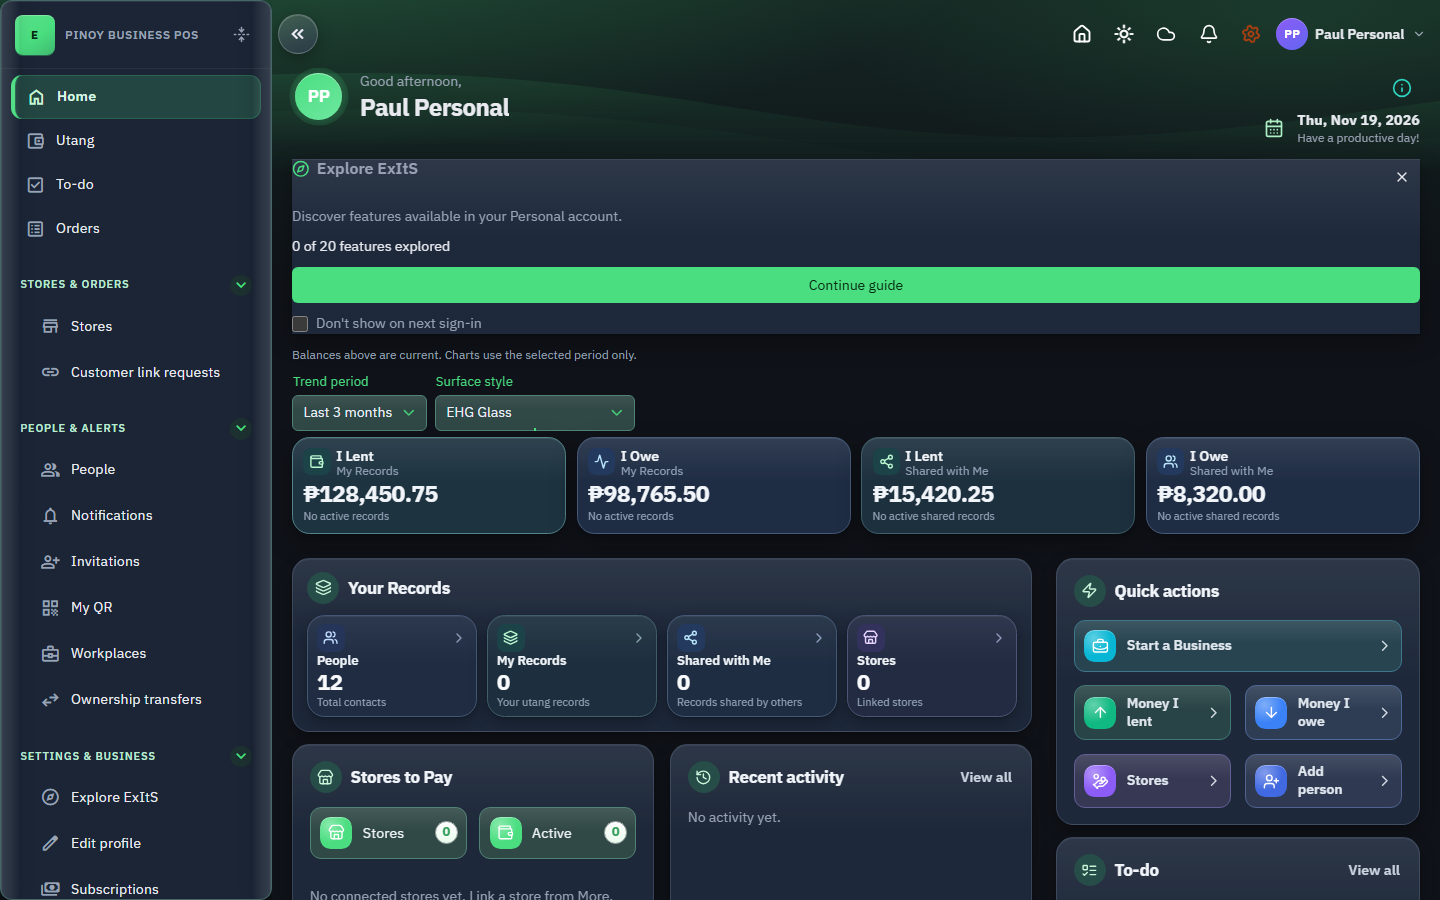 E
PINOY BUSINESS POS
Home
Utang
To-do
Orders
STORES & ORDERS
Stores
Customer link requests
PEOPLE & ALERTS
People
Notifications
Invitations
My QR
Workplaces
Ownership transfers
SETTINGS & BUSINESS
Explore ExItS
Edit profile
Subscriptions
PP
Paul Personal
PP
Good afternoon,
Paul Personal
Thu, Nov 19, 2026
Have a productive day!
Explore ExItS
Discover features available in your Personal account.
0 of 20 features explored
Continue guide
Don't show on next sign-in
Balances above are current. Charts use the selected period only.
Trend period
Surface style
Last 3 months
EHG Glass
I Lent
My Records
₱128,450.75
No active records
I Owe
My Records
₱98,765.50
No active records
I Lent
Shared with Me
₱15,420.25
No active shared records
I Owe
Shared with Me
₱8,320.00
No active shared records
Your Records
People
12
Total contacts
My Records
0
Your utang records
Shared with Me
0
Records shared by others
Stores
0
Linked stores
Quick actions
Start a Business
Money I lent
Money I owe
Stores
Add person
Stores to Pay
Stores
0
Active
0
No connected stores yet. Link a store from More.
Recent activity
View all
No activity yet.
To-do
View all